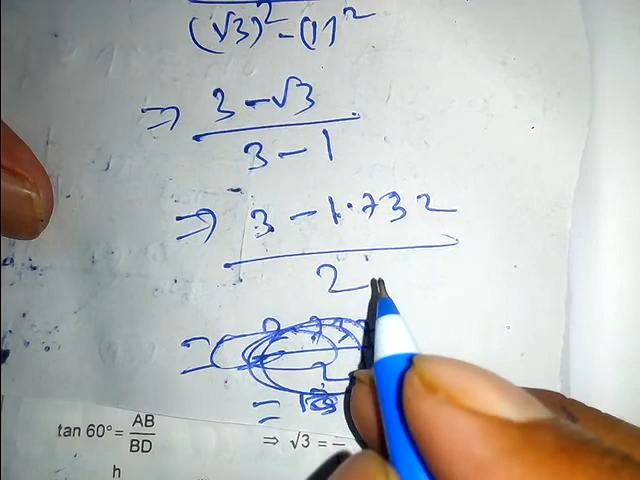 (√3)² - (1)²
⇒ 3 - √3
3 - 1
⇒ 3 - 1.732
2
=
=
tan 60° = AB
BD
⇒ √3 =
h